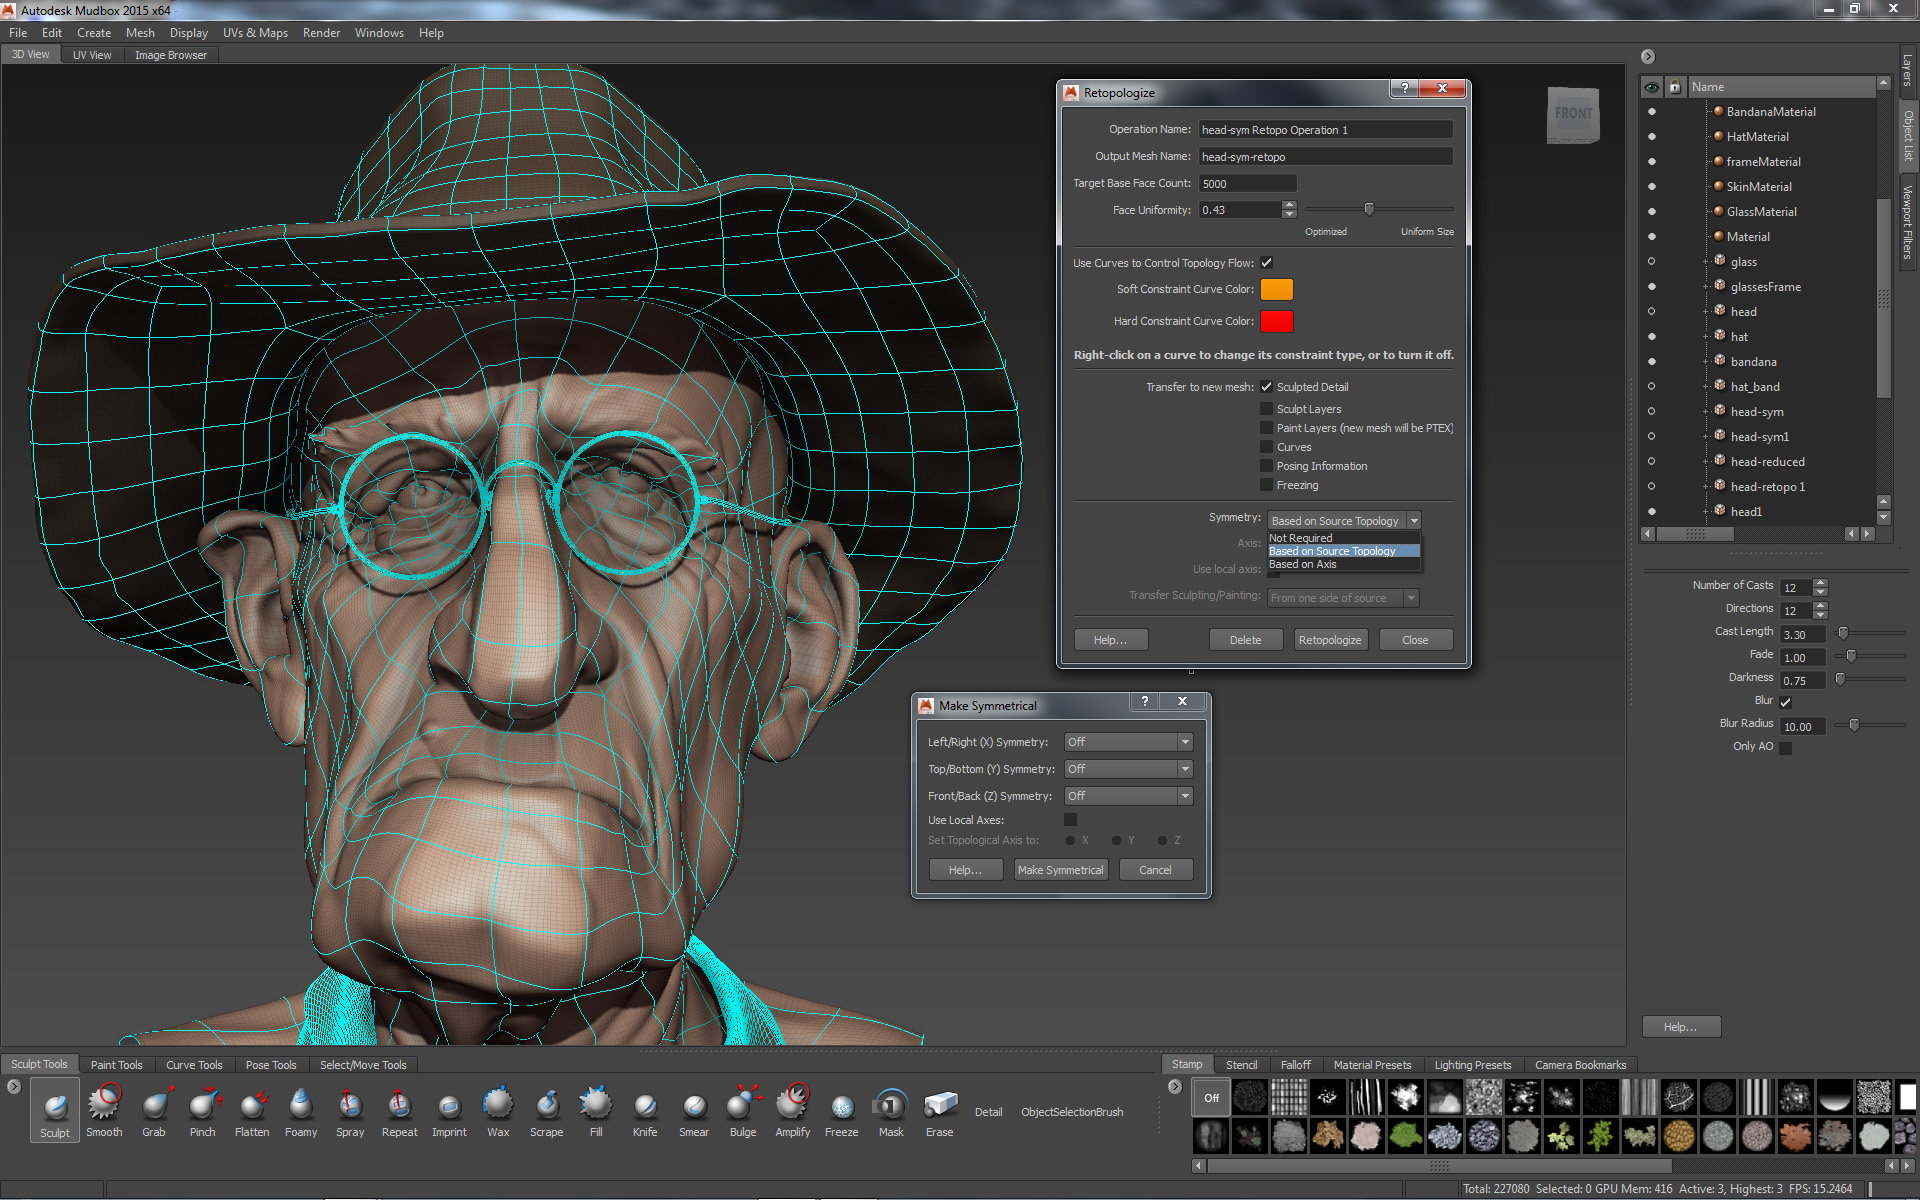 Autodesk Mudbox 2015 x64 -
File Edit Create Mesh Display UVs & Maps Render Windows Help
3D View UV View Image Browser
FRONT
Retopologize
?
Operation Name: head-sym Retopo Operation 1
Output Mesh Name: head-sym-retopo
Target Base Face Count: 5000
Face Uniformity: 0.43
Optimized Uniform Size
Use Curves to Control Topology Flow:
Soft Constraint Curve Color:
Hard Constraint Curve Color:
Right-click on a curve to change its constraint type, or to turn it off.
Transfer to new mesh: Sculpted Detail
Sculpt Layers
Paint Layers (new mesh will be PTEX)
Curves
Posing Information
Freezing
Symmetry: Based on Source Topology
Not Required
Axis: Based on Source Topology
Based on Axis
Use local axis:
Transfer Sculpting/Painting: From one side of source
Help... Delete Retopologize Close
Make Symmetrical
?
Left/Right (X) Symmetry: Off
Top/Bottom (Y) Symmetry: Off
Front/Back (Z) Symmetry: Off
Use Local Axes:
Set Topological Axis to: X Y Z
Help... Make Symmetrical Cancel
Name
BandanaMaterial
HatMaterial
frameMaterial
SkinMaterial
GlassMaterial
Material
glass
glassesFrame
head
hat
bandana
hat_band
head-sym
head-sym1
head-reduced
head-retopo 1
head1
Layers
Object List
Viewport Filters
Number of Casts 12
Directions 12
Cast Length 3.30
Fade 1.00
Darkness 0.75
Blur
Blur Radius 10.00
Only AO
Help...
Sculpt Tools Paint Tools Curve Tools Pose Tools Select/Move Tools
Sculpt Smooth Grab Pinch Flatten Foamy Spray Repeat Imprint Wax Scrape Fill Knife Smear Bulge Amplify Freeze Mask Erase Detail ObjectSelectionBrush
Stamp Stencil Falloff Material Presets Lighting Presets Camera Bookmarks
Off
Total: 227080 Selected: 0 GPU Mem: 416 Active: 3, Highest: 3 FPS: 15.2464